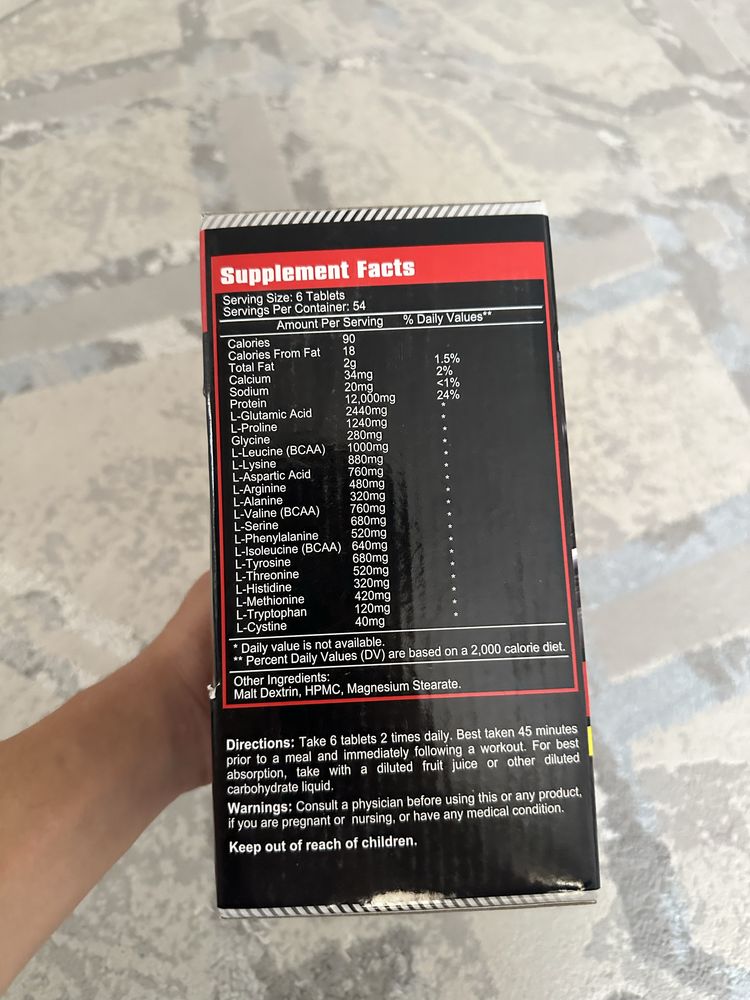 Supplement Facts
Serving Size: 6 Tablets
Servings Per Container: 54
Amount Per Serving % Daily Values**
Calories 90
Calories From Fat 18
Total Fat 2g 1.5%
Calcium 34mg 2%
Sodium 20mg <1%
Protein 12,000mg 24%
L-Glutamic Acid 2440mg *
L-Proline 1240mg *
Glycine 280mg *
L-Leucine (BCAA) 1000mg *
L-Lysine 880mg *
L-Aspartic Acid 760mg *
L-Arginine 480mg *
L-Alanine 320mg *
L-Valine (BCAA) 760mg *
L-Serine 680mg *
L-Phenylalanine 520mg *
L-Isoleucine (BCAA) 640mg *
L-Tyrosine 680mg *
L-Threonine 520mg *
L-Histidine 320mg *
L-Methionine 420mg *
L-Tryptophan 120mg *
L-Cystine 40mg *
* Daily value is not available.
** Percent Daily Values (DV) are based on a 2,000 calorie diet.
Other Ingredients:
Malt Dextrin, HPMC, Magnesium Stearate.
Directions: Take 6 tablets 2 times daily. Best taken 45 minutes
prior to a meal and immediately following a workout. For best
absorption, take with a diluted fruit juice or other diluted
carbohydrate liquid.
Warnings: Consult a physician before using this or any product,
if you are pregnant or nursing, or have any medical condition.
Keep out of reach of children.